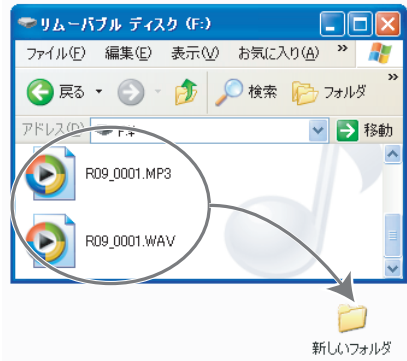 リムーバブル ディスク (F:)
ファイル(F) 編集(E) 表示(V) お気に入り(A) »
戻る 検索 フォルダ »
アドレス(D) F:¥ 移動
R09_0001.MP3
R09_0001.WAV
新しいフォルダ